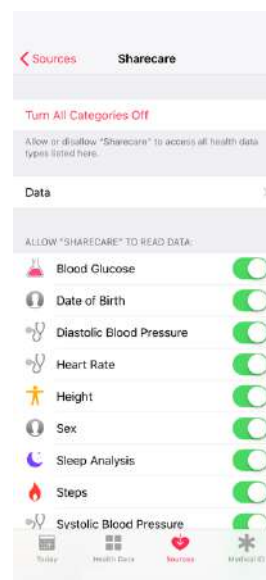 Sources
Sharecare
Turn All Categories Off
Allow or disallow "Sharecare" to access all health data
types listed here.
Data
ALLOW "SHARECARE" TO READ DATA:
Blood Glucose
Date of Birth
Diastolic Blood Pressure
Heart Rate
Height
Sex
Sleep Analysis
Steps
Systolic Blood Pressure
Today
Health Data
Sources
Medical ID